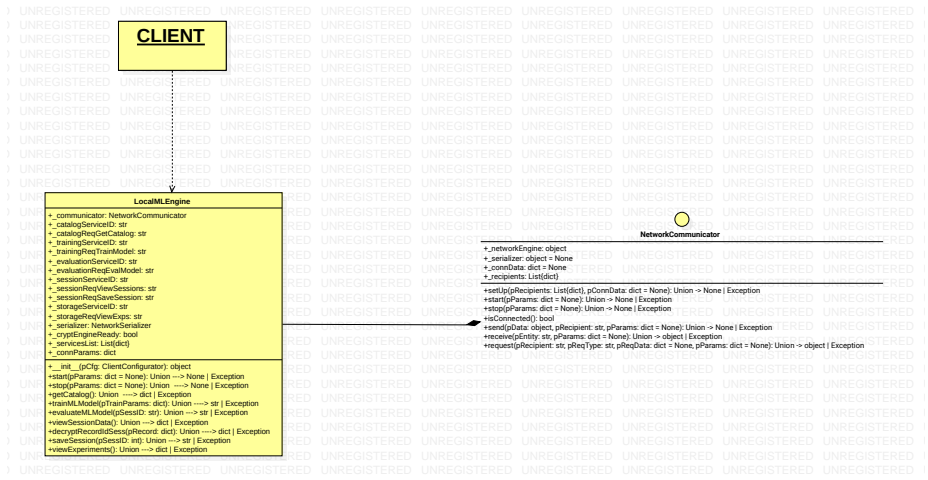 CLIENT
LocalMLEngine
+_communicator: NetworkCommunicator
+_catalogServiceID: str
+_catalogReqGetCatalog: str
+_trainingServiceID: str
+_trainingReqTrainModel: str
+_evaluationServiceID: str
+_evaluationReqEvalModel: str
+_sessionServiceID: str
+_sessionReqViewSessions: str
+_sessionReqSaveSession: str
+_storageServiceID: str
+_storageReqViewExps: str
+_serializer: NetworkSerializer
+_cryptEngineReady: bool
+_servicesList: List{dict}
+_connParams: dict
+__init__(pCfg: ClientConfigurator): object
+start(pParams: dict = None): Union ---> None | Exception
+stop(pParams: dict = None): Union ----> None | Exception
+getCatalog(): Union ----> dict | Exception
+trainMLModel(pTrainParams: dict): Union ---> str | Exception
+evaluateMLModel(pSessID: str): Union ---> str | Exception
+viewSessionData(): Union ---> dict | Exception
+decryptRecordIdSess(pRecord: dict): Union ----> dict | Exception
+saveSession(pSessID: int): Union ----> str | Exception
+viewExperiments(): Union ---> dict | Exception
NetworkCommunicator
+_networkEngine: object
+_serializer: object = None
+_connData: dict = None
+_recipients: List{dict}
+setUp(pRecipients: List{dict}, pConnData: dict = None): Union -> None | Exception
+start(pParams: dict = None): Union -> None | Exception
+stop(pParams: dict = None): Union -> None | Exception
+isConnected(): bool
+send(pData: object, pRecipient: str, pParams: dict = None): Union -> None | Exception
+receive(pEntity: str, pParams: dict = None): Union -> object | Exception
+request(pRecipient: str, pReqType: str, pReqData: dict = None, pParams: dict = None): Union -> object | Exception